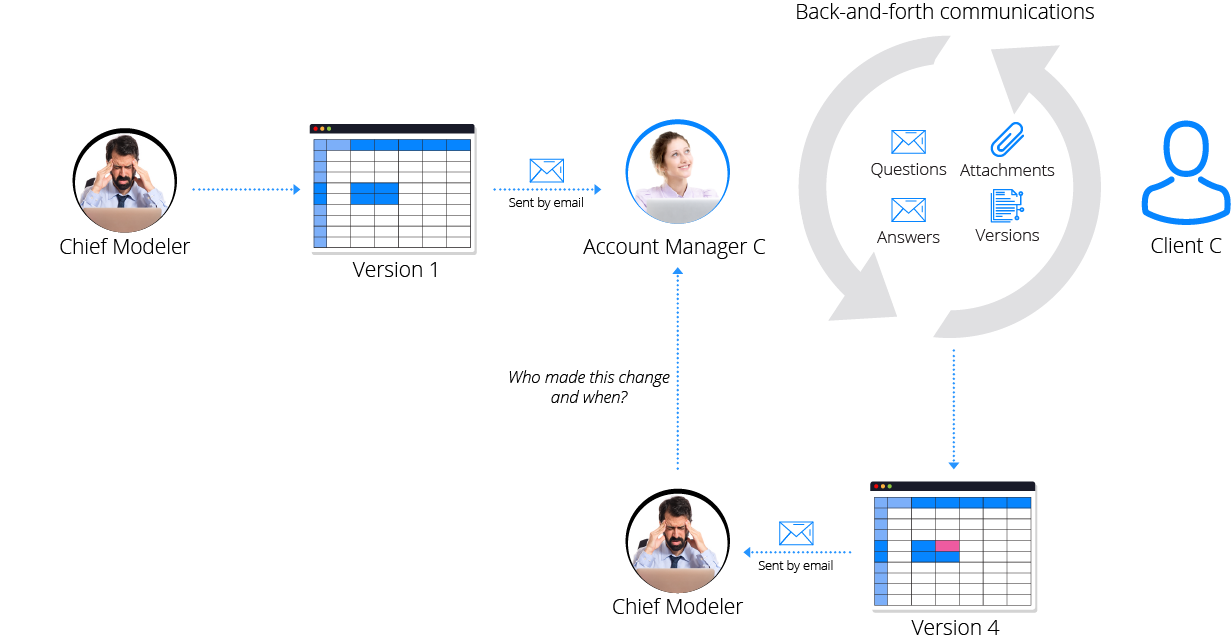 Back-and-forth communications
Questions
Attachments
Sent by email
Answers
Versions
Chief Modeler
Account Manager C
Client C
Version 1
Who made this change
and when?
Sent by email
Chief Modeler
Version 4